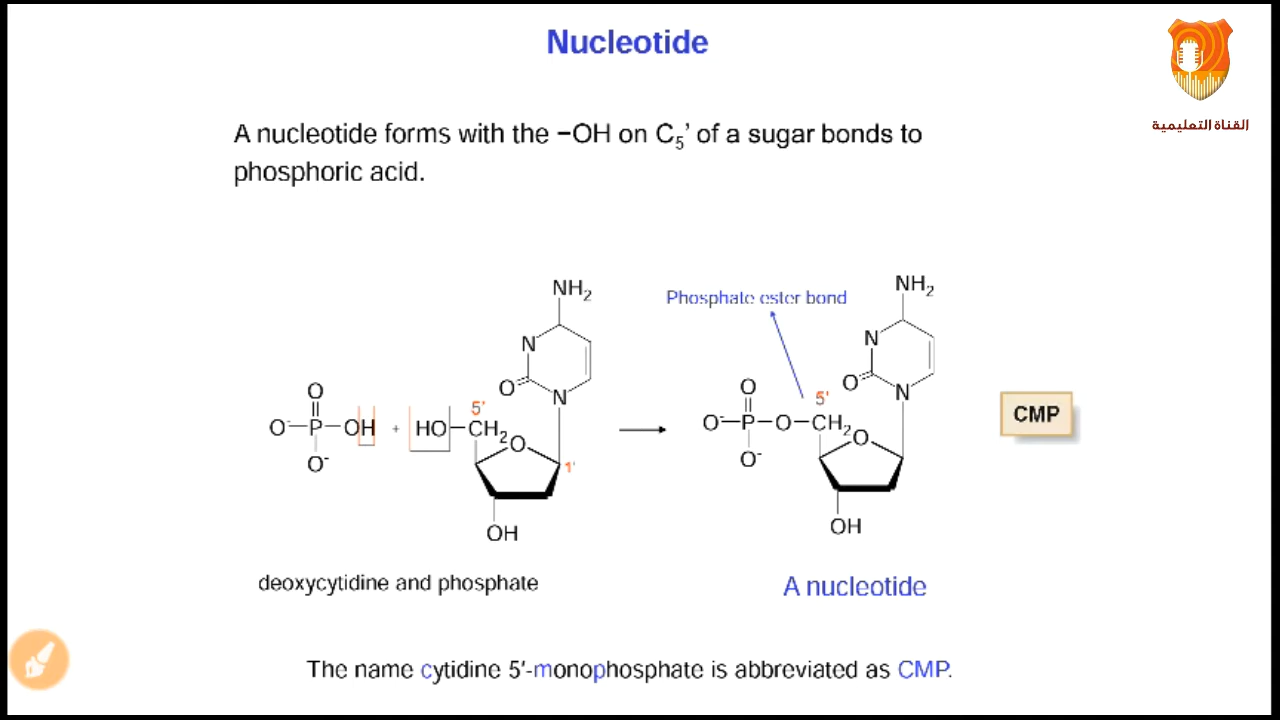 Nucleotide
القناة التعليمية
A nucleotide forms with the −OH on C5' of a sugar bonds to
phosphoric acid.
NH2
N
O
N
O
O-—P—OH + HO—CH2
O-
5'
O
1'
OH
Phosphate ester bond
NH2
N
O
N
O
O-—P—O—CH2
O-
5'
O
OH
CMP
deoxycytidine and phosphate
A nucleotide
The name cytidine 5′-monophosphate is abbreviated as CMP.